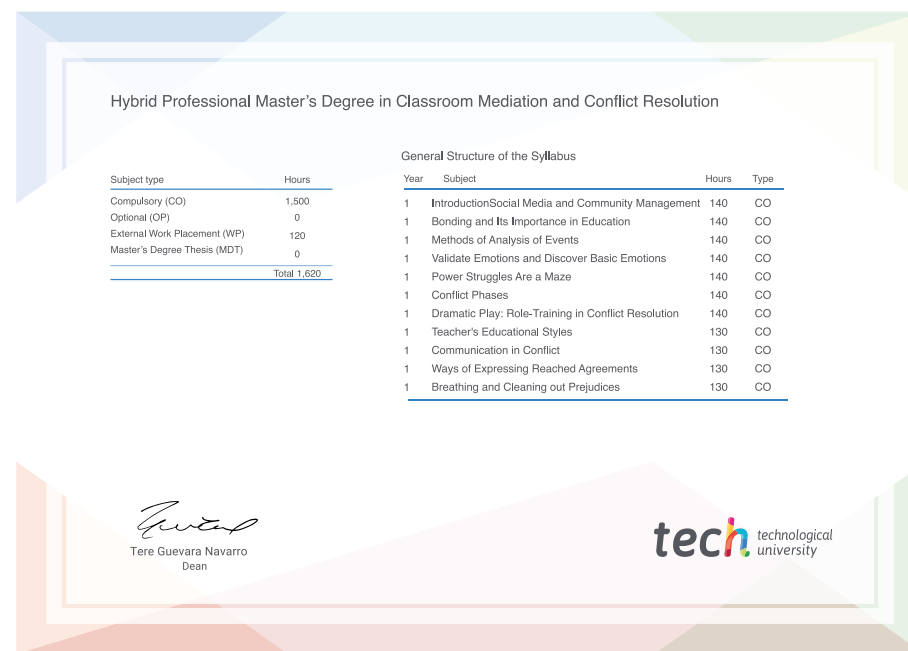 Hybrid Professional Master's Degree in Classroom Mediation and Conflict Resolution
General Structure of the Syllabus
Subject type Hours
Compulsory (CO) 1,500
Optional (OP) 0
External Work Placement (WP) 120
Master's Degree Thesis (MDT) 0
Total 1,620
Year Subject Hours Type
1 IntroductionSocial Media and Community Management 140 CO
1 Bonding and Its Importance in Education 140 CO
1 Methods of Analysis of Events 140 CO
1 Validate Emotions and Discover Basic Emotions 140 CO
1 Power Struggles Are a Maze 140 CO
1 Conflict Phases 140 CO
1 Dramatic Play: Role-Training in Conflict Resolution 140 CO
1 Teacher's Educational Styles 130 CO
1 Communication in Conflict 130 CO
1 Ways of Expressing Reached Agreements 130 CO
1 Breathing and Cleaning out Prejudices 130 CO
Tere Guevara Navarro
Dean
tech technological
university